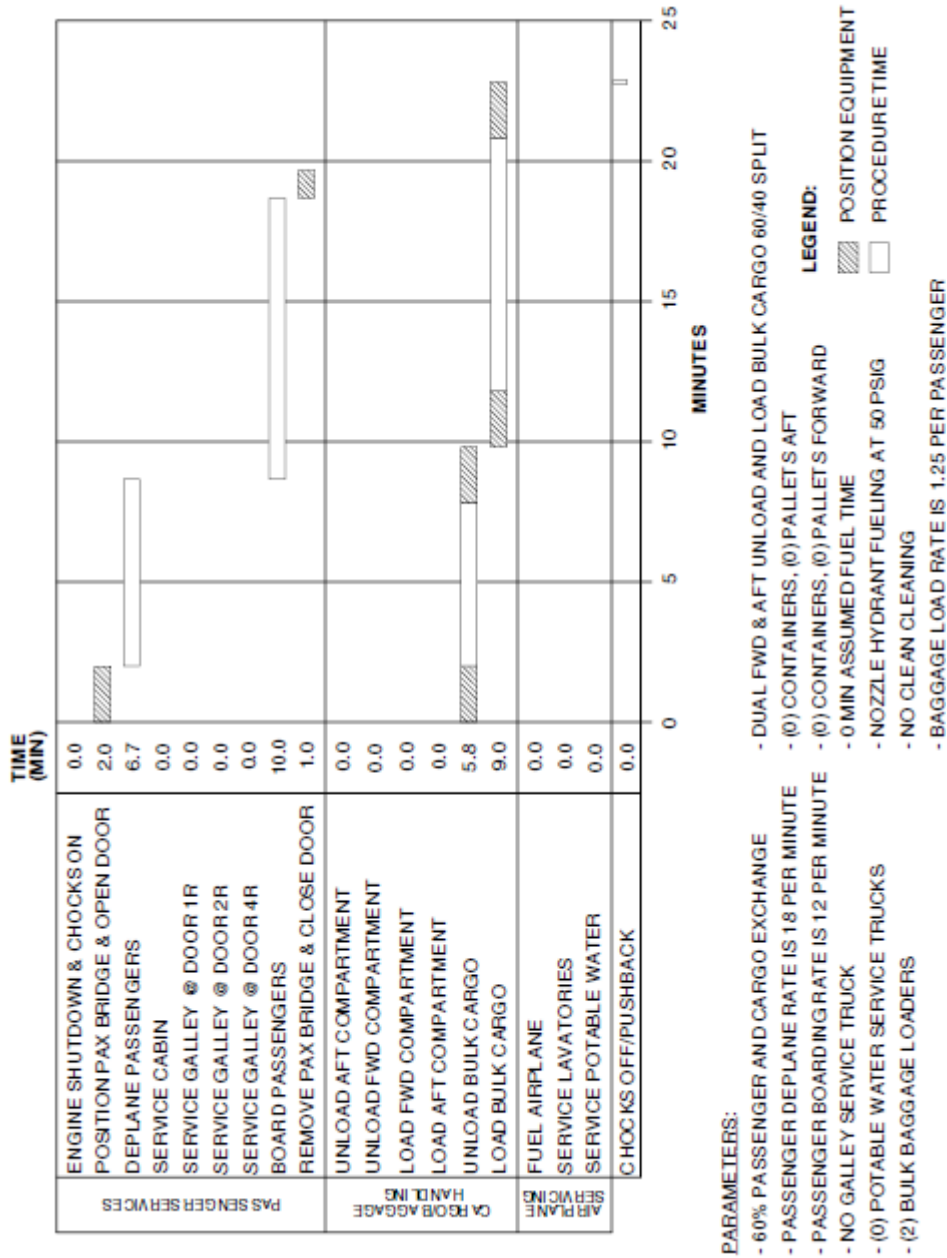 TIME
(MIN)
PASSENGER SERVICES
ENGINE SHUTDOWN & CHOCKS ON 0.0
POSITION PAX BRIDGE & OPEN DOOR 2.0
DEPLANE PASSENGERS 6.7
SERVICE CABIN 0.0
SERVICE GALLEY @ DOOR 1R 0.0
SERVICE GALLEY @ DOOR 2R 0.0
SERVICE GALLEY @ DOOR 4R 0.0
BOARD PASSENGERS 10.0
REMOVE PAX BRIDGE & CLOSE DOOR 1.0
CARGO/BAGGAGE
HANDLING
UNLOAD AFT COMPARTMENT 0.0
UNLOAD FWD COMPARTMENT 0.0
LOAD FWD COMPARTMENT 0.0
LOAD AFT COMPARTMENT 0.0
UNLOAD BULK CARGO 5.8
LOAD BULK CARGO 9.0
AIRPLANE
SERVICING
FUEL AIRPLANE 0.0
SERVICE LAVATORIES 0.0
SERVICE POTABLE WATER 0.0
CHOCKS OFF/PUSHBACK 0.0
0 5 10 15 20 25
MINUTES
PARAMETERS:
- 60% PASSENGER AND CARGO EXCHANGE
- PASSENGER DEPLANE RATE IS 18 PER MINUTE
- PASSENGER BOARDING RATE IS 12 PER MINUTE
- NO GALLEY SERVICE TRUCK
- (0) POTABLE WATER SERVICE TRUCKS
- (2) BULK BAGGAGE LOADERS
- DUAL FWD & AFT UNLOAD AND LOAD BULK CARGO 60/40 SPLIT
- (0) CONTAINERS, (0) PALLETS AFT
- (0) CONTAINERS, (0) PALLETS FORWARD
- 0 MIN ASSUMED FUEL TIME
- NOZZLE HYDRANT FUELING AT 50 PSIG
- NO CLEAN CLEANING
- BAGGAGE LOAD RATE IS 1.25 PER PASSENGER
LEGEND:
POSITION EQUIPMENT
PROCEDURE TIME